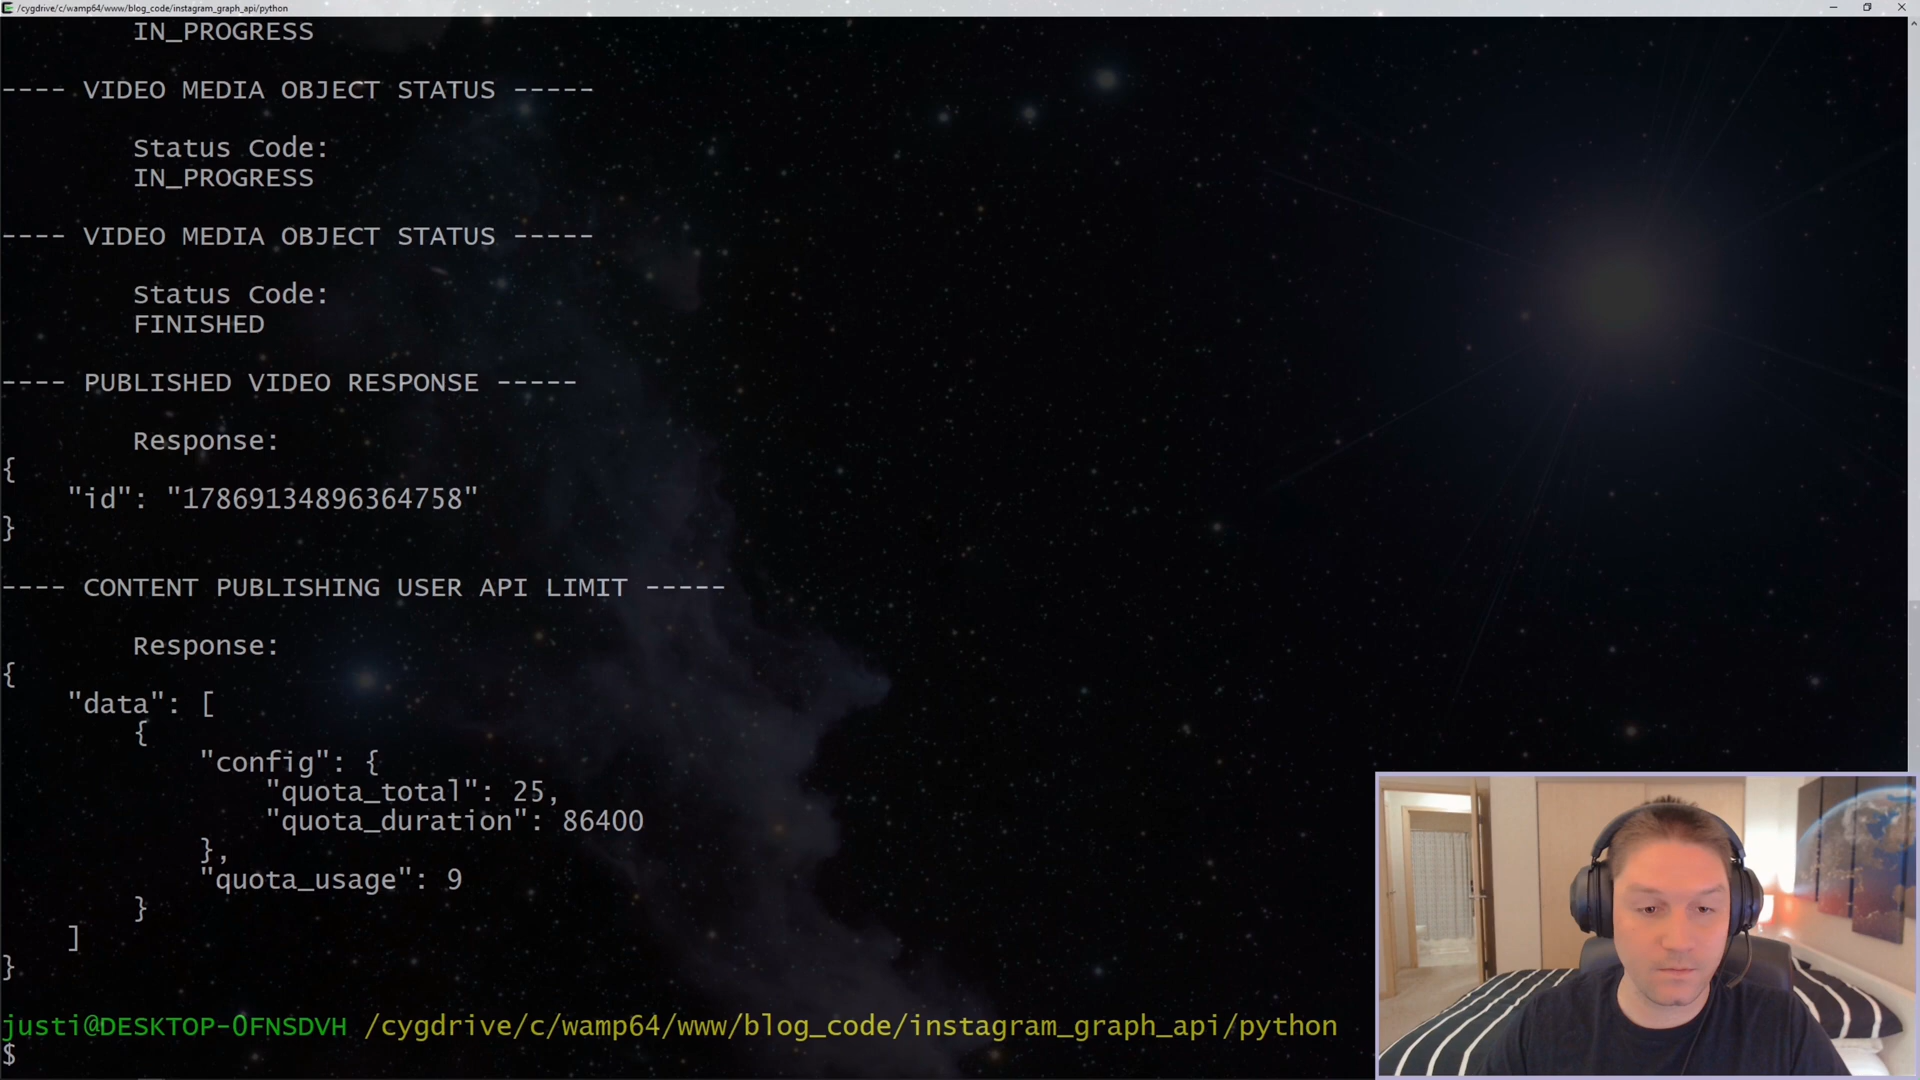 /cygdrive/c/wamp64/www/blog_code/instagram_graph_api/python
IN_PROGRESS
---- VIDEO MEDIA OBJECT STATUS -----
Status Code:
IN_PROGRESS
---- VIDEO MEDIA OBJECT STATUS -----
Status Code:
FINISHED
---- PUBLISHED VIDEO RESPONSE -----
Response:
{
"id": "17869134896364758"
}
---- CONTENT PUBLISHING USER API LIMIT -----
Response:
{
"data": [
{
"config": {
"quota_total": 25,
"quota_duration": 86400
},
"quota_usage": 9
}
]
}
justi@DESKTOP-0FNSDVH /cygdrive/c/wamp64/www/blog_code/instagram_graph_api/python
$